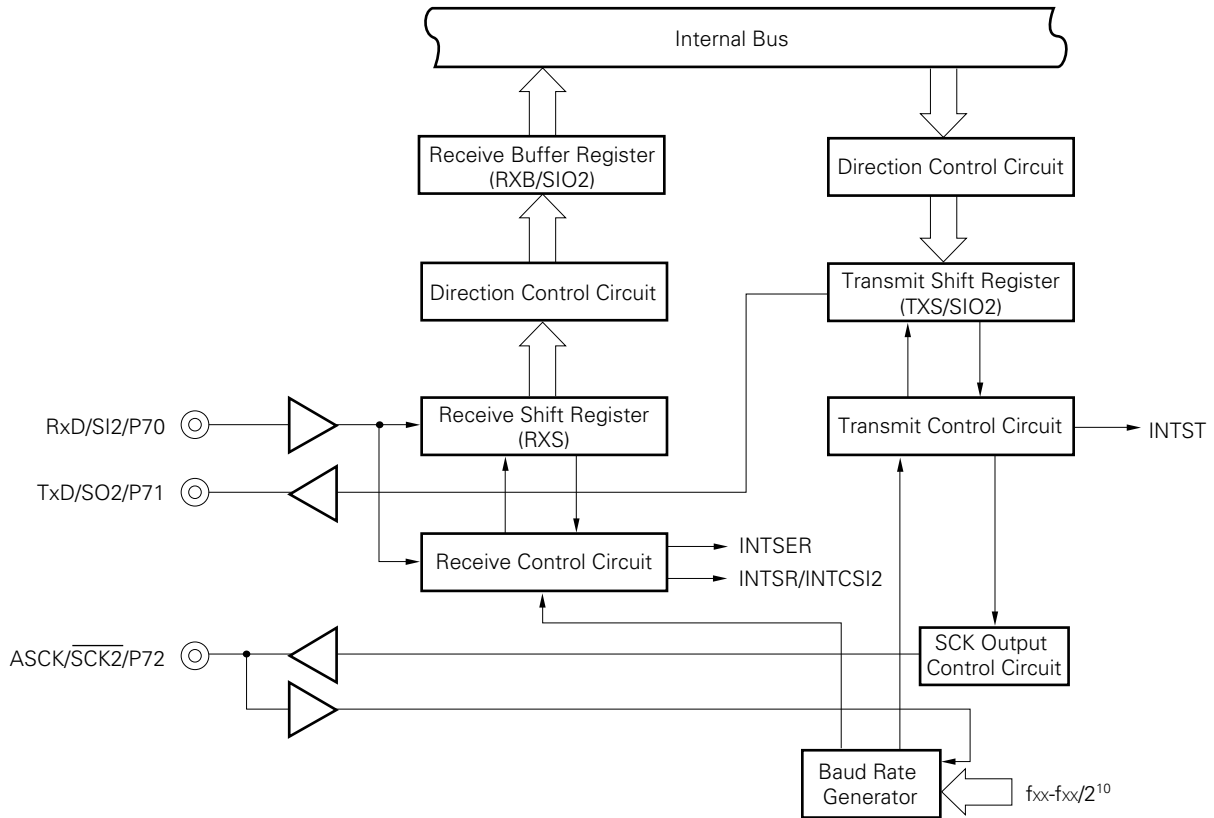 Internal Bus
Receive Buffer Register
(RXB/SIO2)
Direction Control Circuit
Direction Control Circuit
Transmit Shift Register
(TXS/SIO2)
RxD/SI2/P70
Receive Shift Register
(RXS)
Transmit Control Circuit
INTST
TxD/SO2/P71
Receive Control Circuit
INTSER
INTSR/INTCSI2
ASCK/S̅C̅K̅2̅/P72
SCK Output
Control Circuit
Baud Rate
Generator
fxx-fxx/2¹⁰